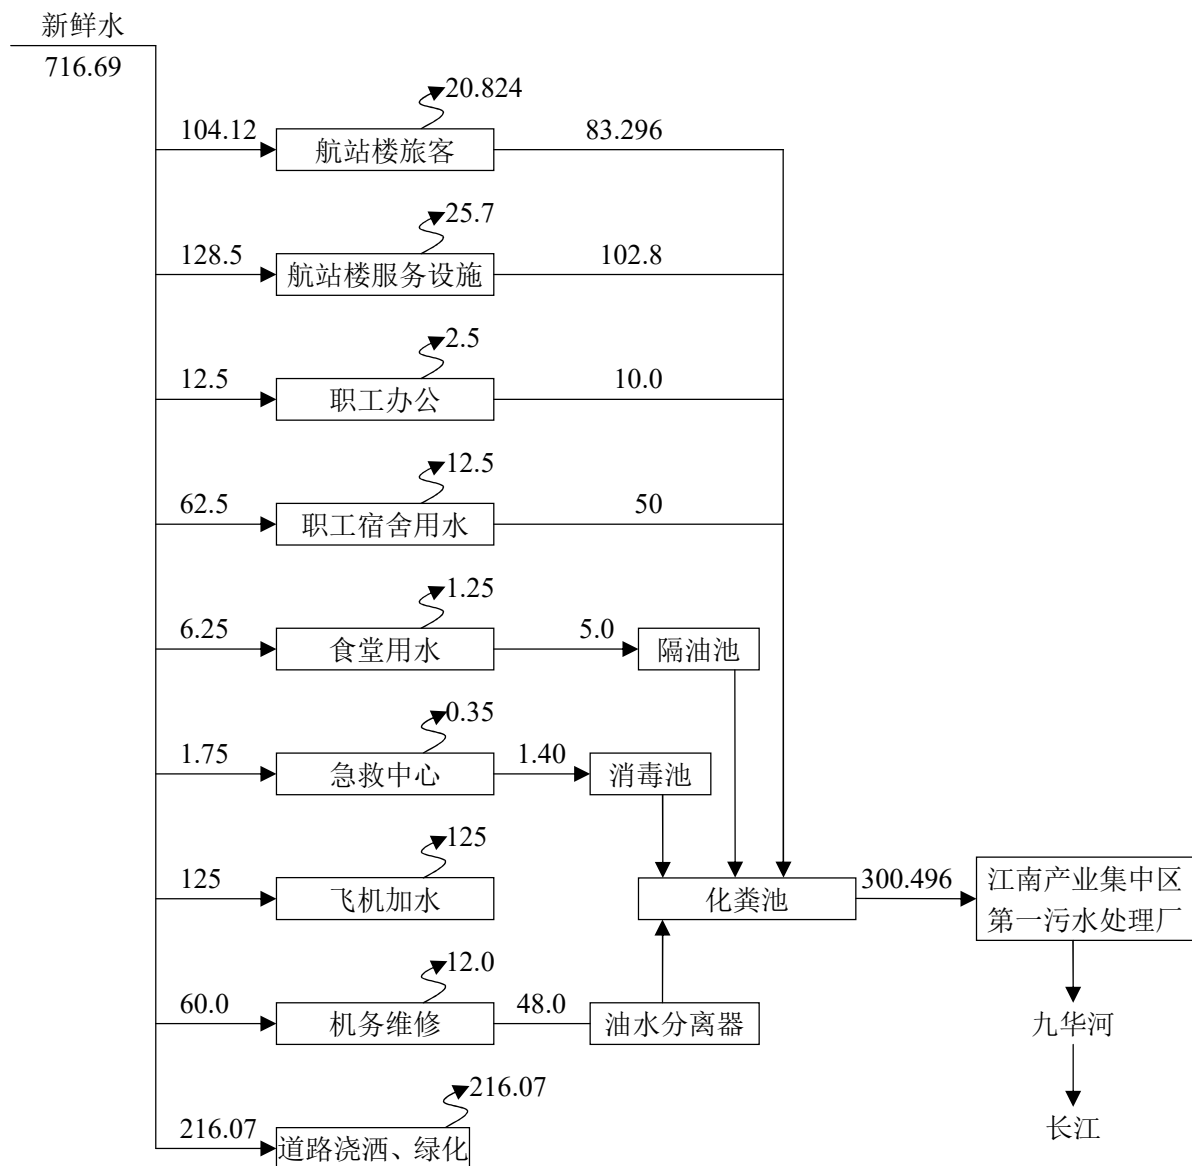 新鲜水
716.69
20.824
104.12
航站楼旅客
83.296
25.7
128.5
航站楼服务设施
102.8
2.5
12.5
职工办公
10.0
12.5
62.5
职工宿舍用水
50
1.25
6.25
食堂用水
5.0
隔油池
0.35
1.75
急救中心
1.40
消毒池
125
125
飞机加水
化粪池
300.496
江南产业集中区
第一污水处理厂
12.0
60.0
机务维修
48.0
油水分离器
九华河
216.07
216.07
道路浇洒、绿化
长江